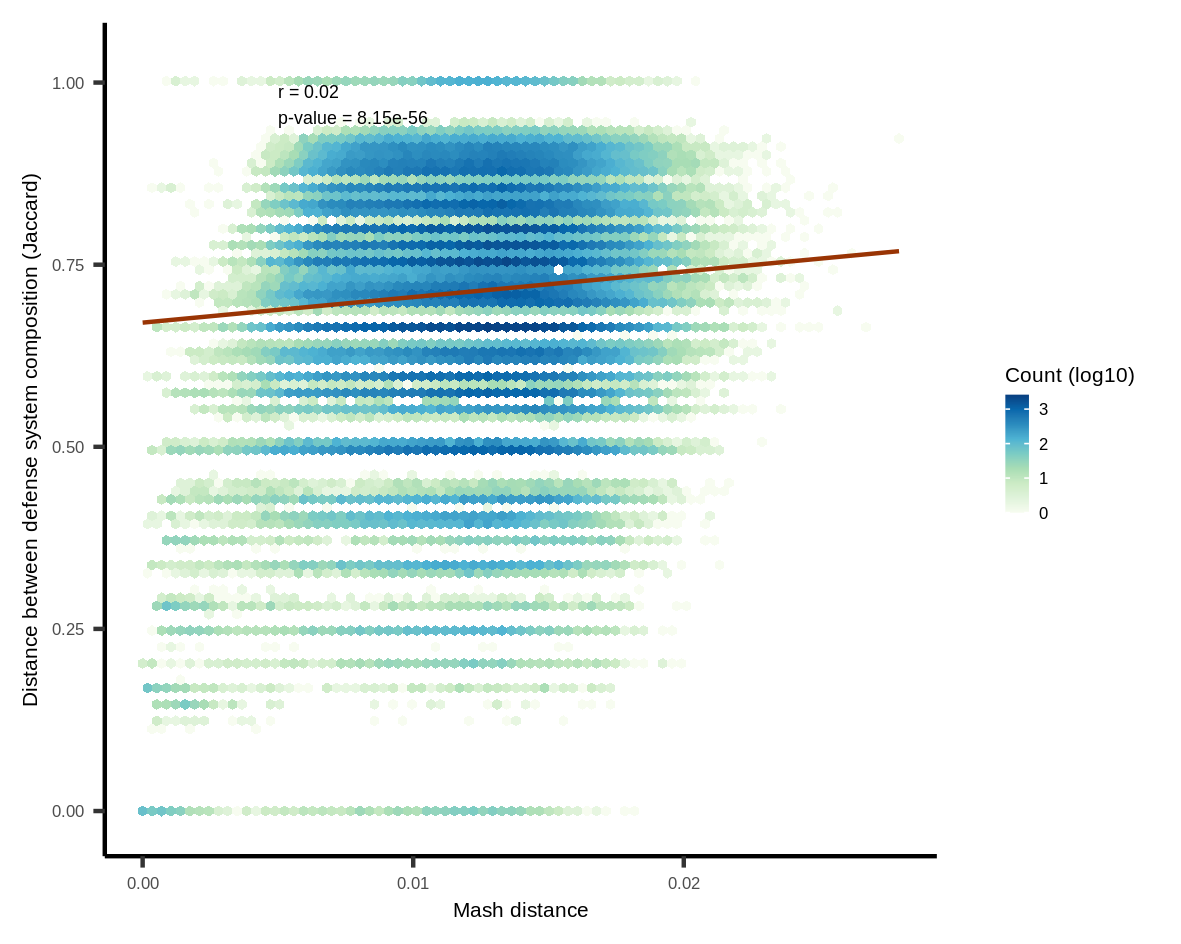 r = 0.02
p-value = 8.15e-56
1.00
0.75
0.50
0.25
0.00
0.00
0.01
0.02
Mash distance
Distance between defense system composition (Jaccard)
Count (log10)
3
2
1
0